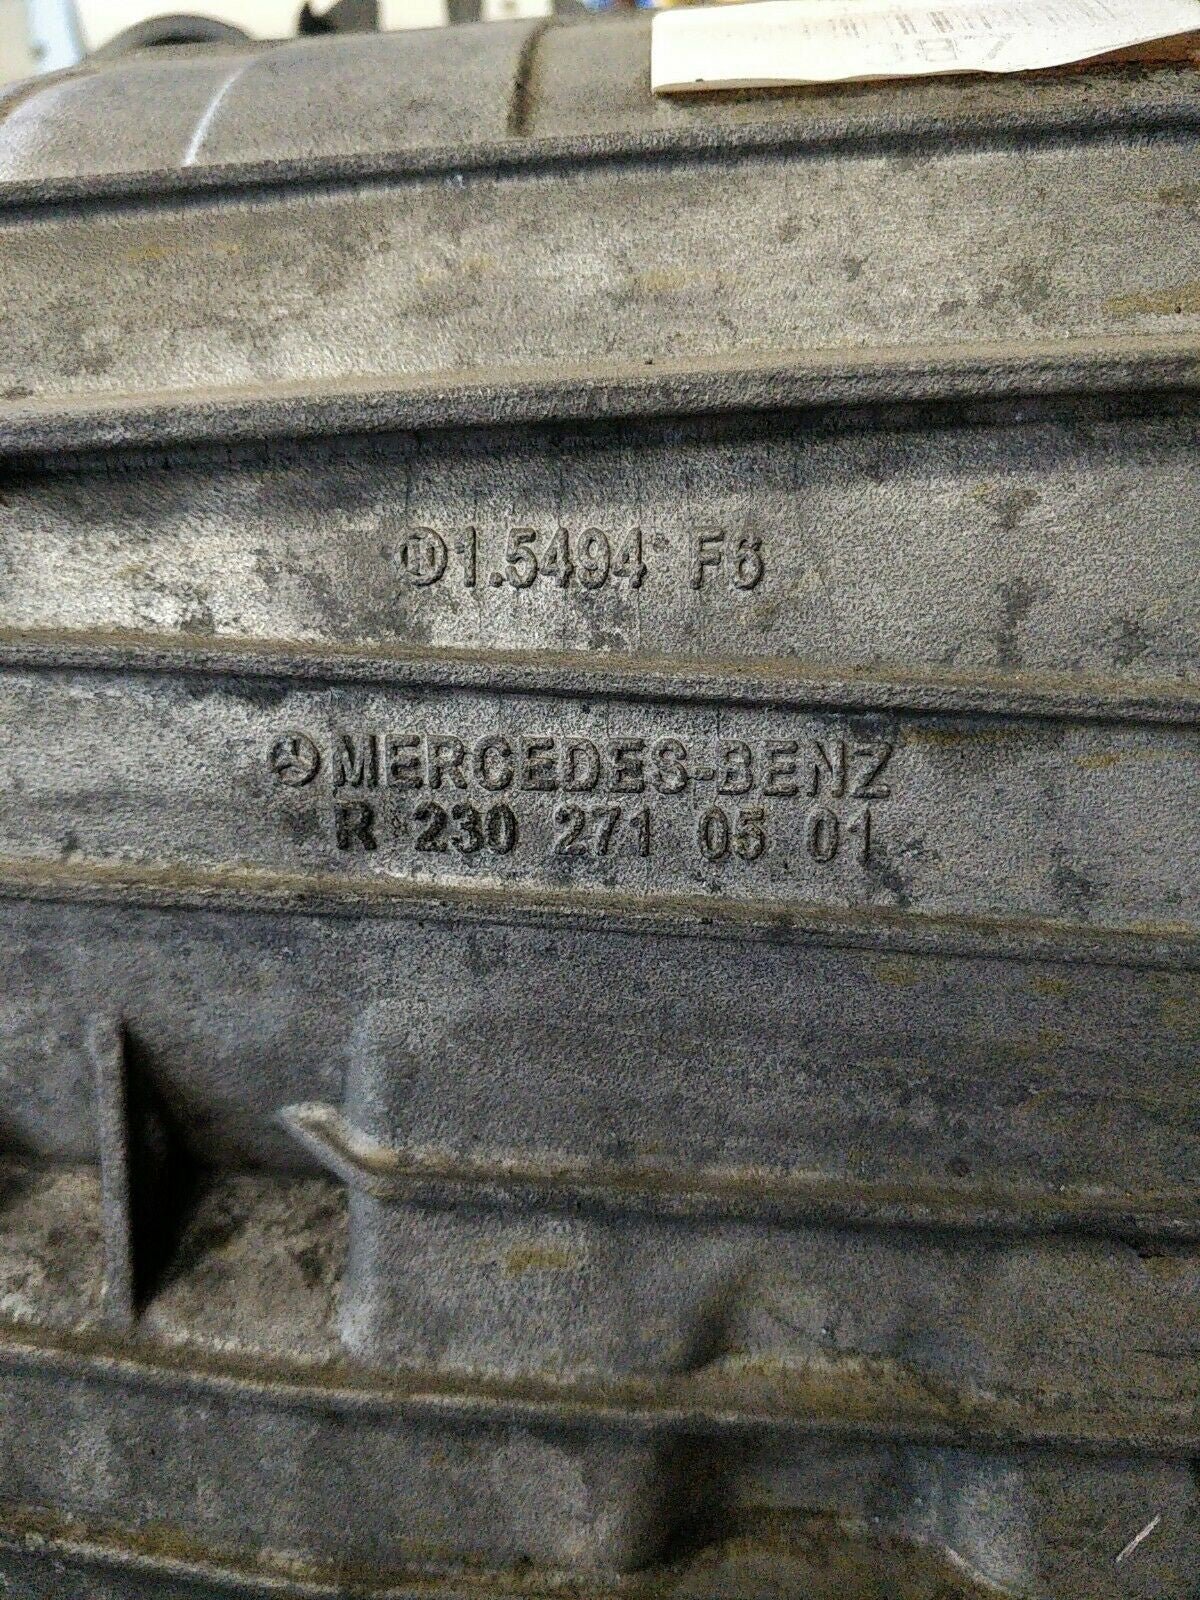 1.5494 F6
MERCEDES-BENZ
R 230 271 05 01